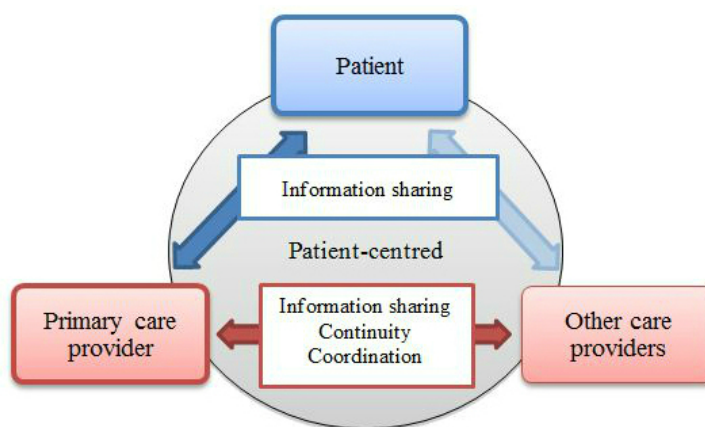 Patient
Information sharing
Patient-centred
Primary care
provider
Information sharing
Continuity
Coordination
Other care
providers